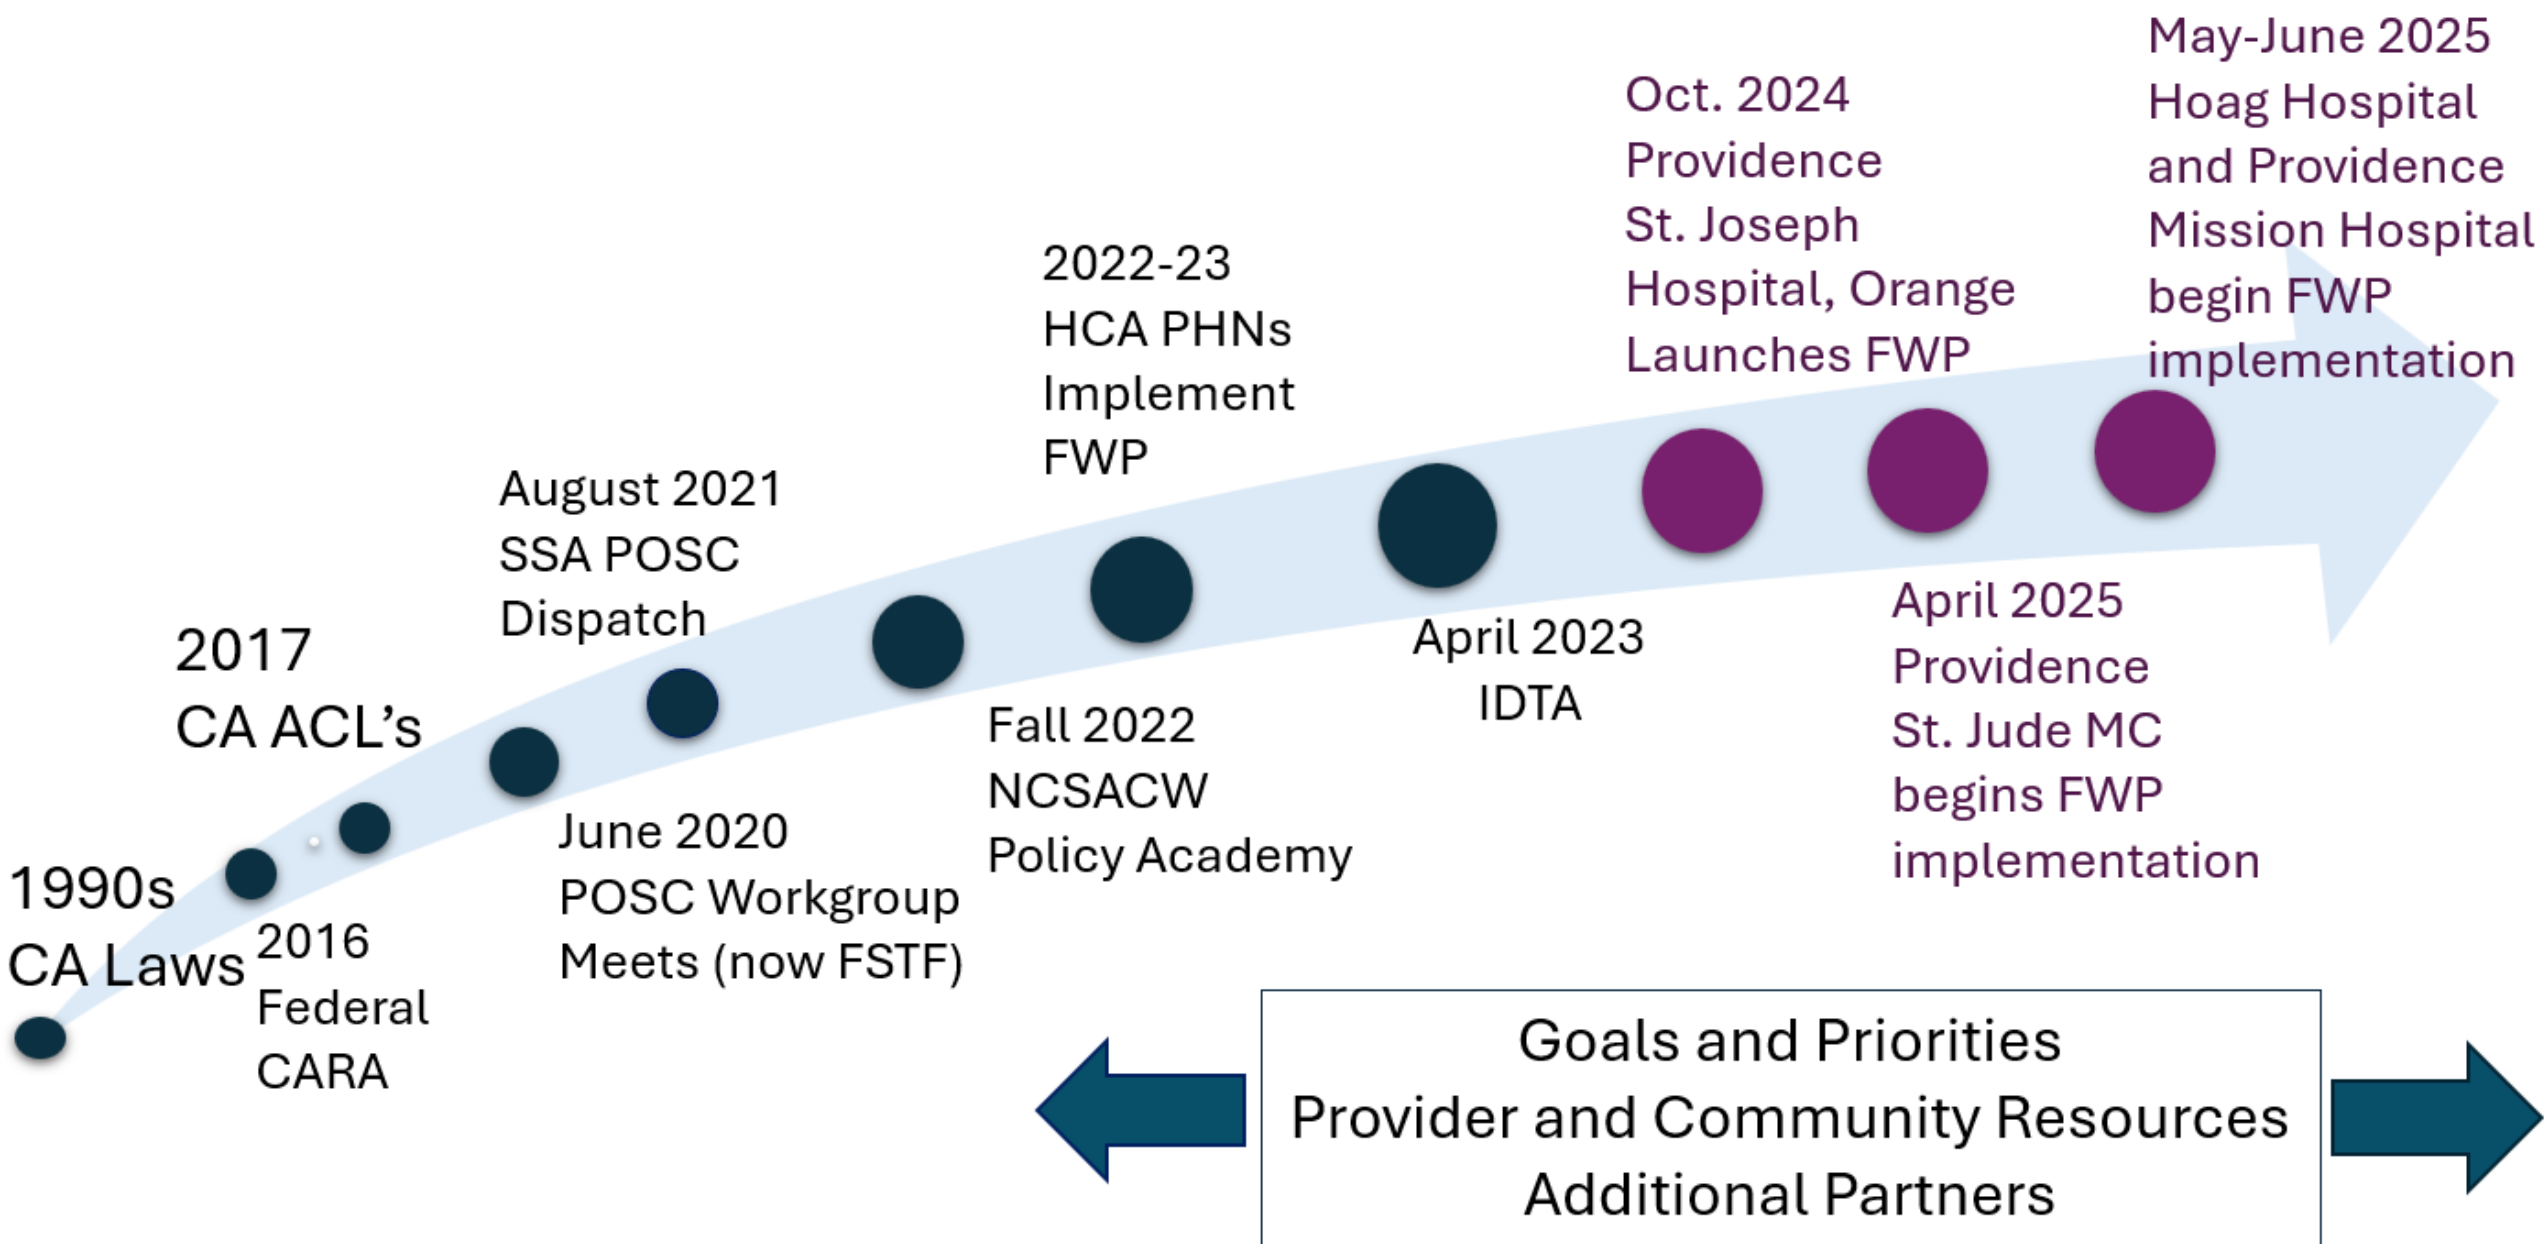 1990s
CA Laws
2016
Federal
CARA
2017
CA ACL’s
June 2020
POSC Workgroup
Meets (now FSTF)
August 2021
SSA POSC
Dispatch
Fall 2022
NCSACW
Policy Academy
2022-23
HCA PHNs
Implement
FWP
April 2023
IDTA
Oct. 2024
Providence
St. Joseph
Hospital, Orange
Launches FWP
April 2025
Providence
St. Jude MC
begins FWP
implementation
May-June 2025
Hoag Hospital
and Providence
Mission Hospital
begin FWP
implementation
Goals and Priorities
Provider and Community Resources
Additional Partners